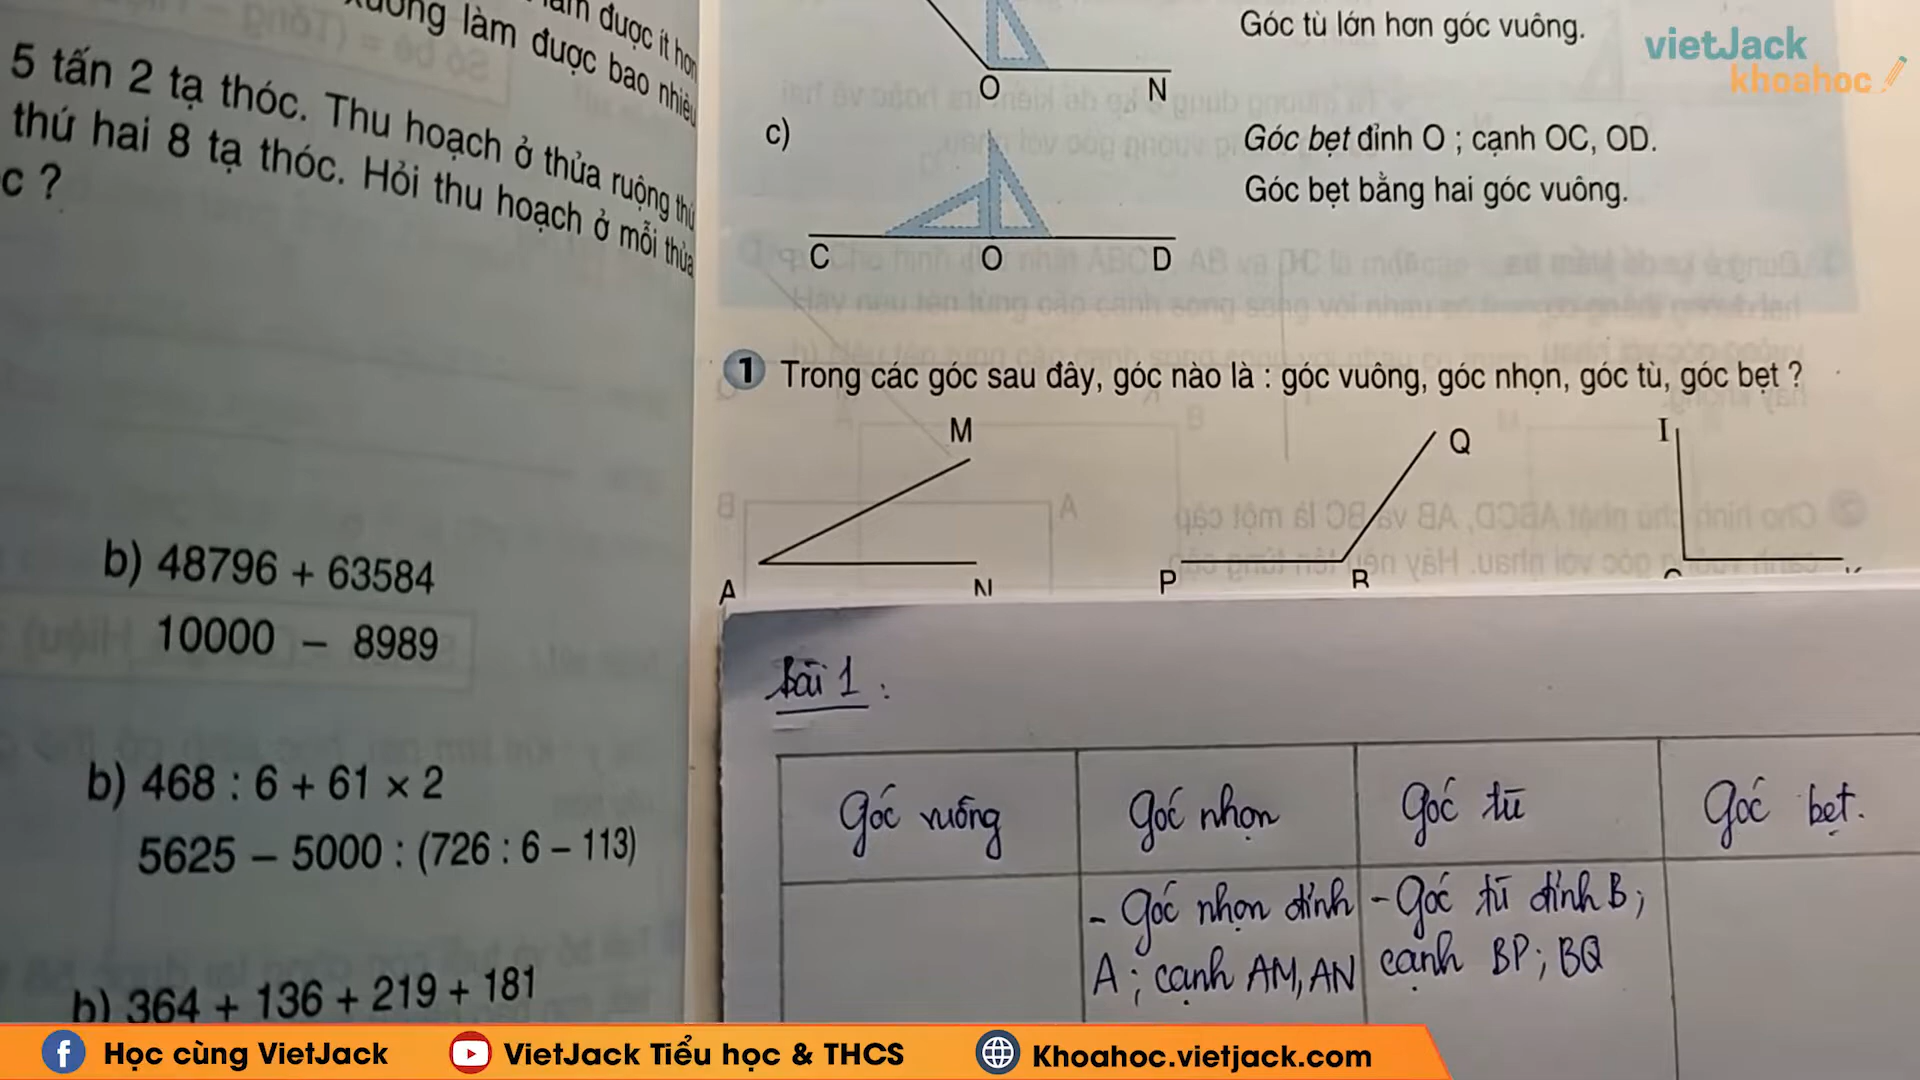 làm được ít hơn
xưởng làm được bao nhiêu
5 tấn 2 tạ thóc. Thu hoạch ở thửa ruộng thứ
thứ hai 8 tạ thóc. Hỏi thu hoạch ở mỗi thửa
c ?
b) 48796 + 63584
10000 – 8989
b) 468 : 6 + 61 × 2
5625 – 5000 : (726 : 6 – 113)
b) 364 + 136 + 219 + 181
Góc tù lớn hơn góc vuông.
vietJack
khoahoc
O N
c)
Góc bẹt đỉnh O ; cạnh OC, OD.
Góc bẹt bằng hai góc vuông.
C O D
1 Trong các góc sau đây, góc nào là : góc vuông, góc nhọn, góc tù, góc bẹt ?
M Q I
A N P B
Bài 1 :
Góc vuông Góc nhọn Góc tù Góc bẹt.
- Góc nhọn đỉnh
A ; cạnh AM, AN
- Góc tù đỉnh B ;
cạnh BP ; BQ
Học cùng VietJack
VietJack Tiểu học & THCS
Khoahoc.vietjack.com